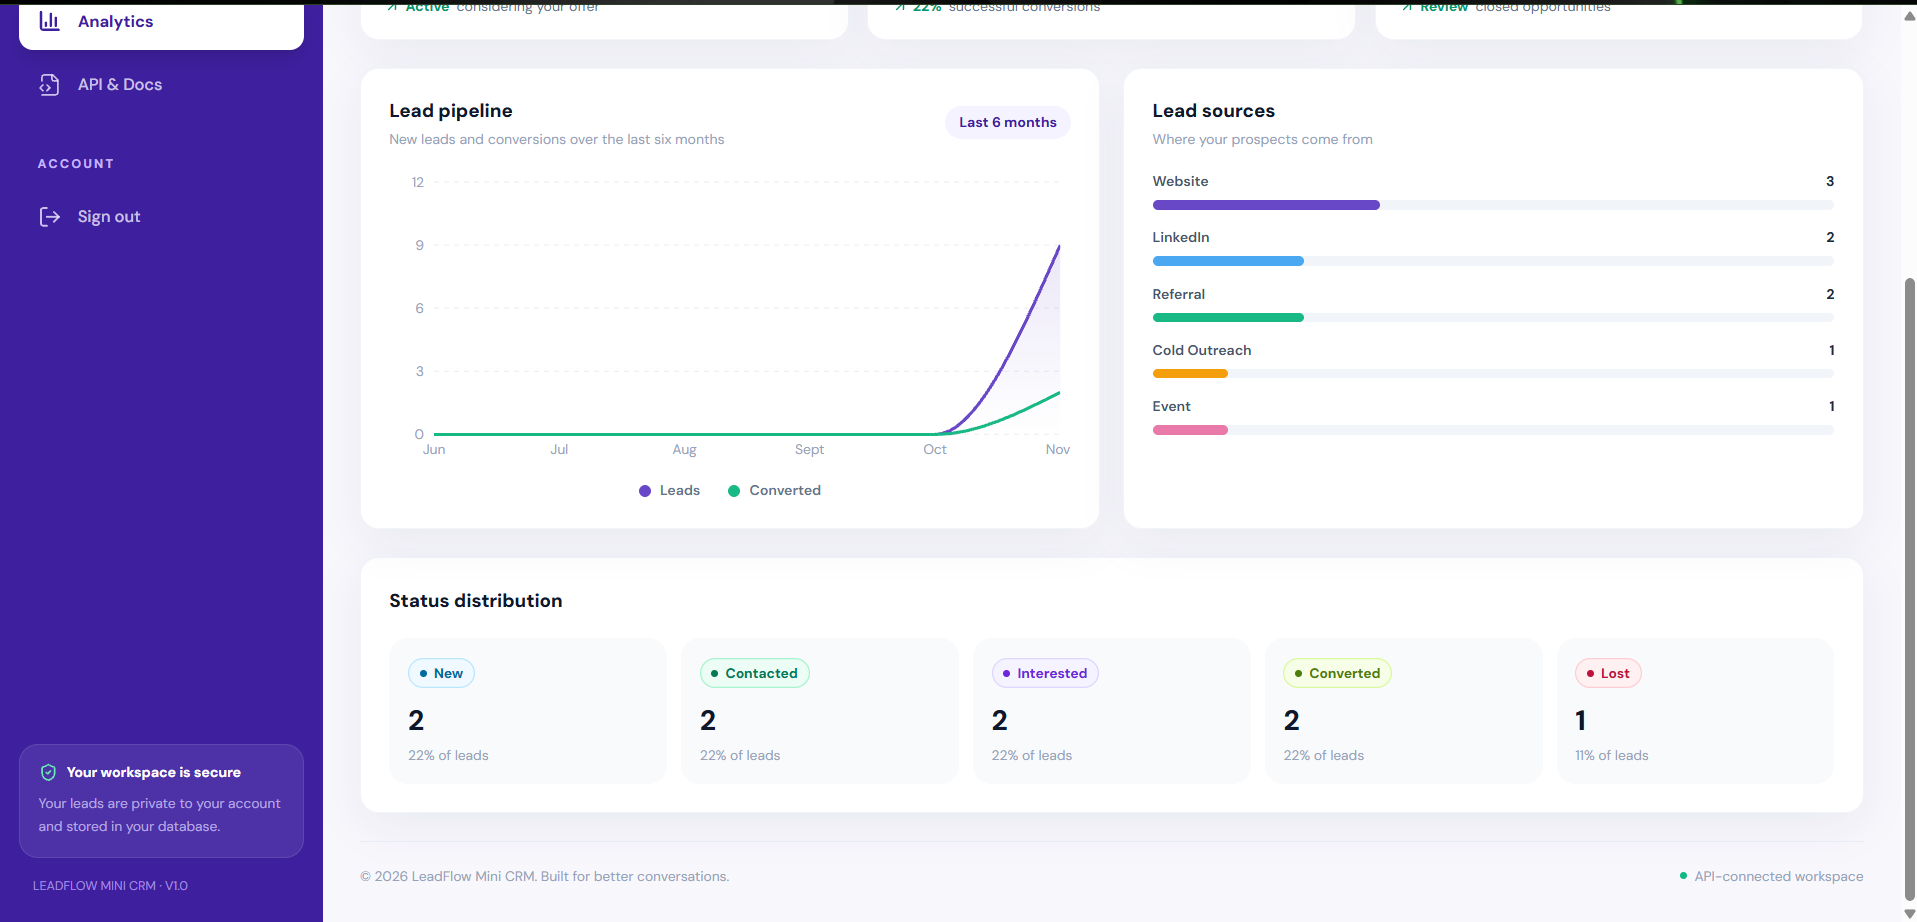 Analytics
API & Docs
ACCOUNT
Sign out
Your workspace is secure
Your leads are private to your account
and stored in your database.
LEADFLOW MINI CRM · V1.0
Active considering your offer
22% successful conversions
Review closed opportunities
Lead pipeline
New leads and conversions over the last six months
Last 6 months
12
9
6
3
0
Jun Jul Aug Sept Oct Nov
Leads Converted
Lead sources
Where your prospects come from
Website 3
LinkedIn 2
Referral 2
Cold Outreach 1
Event 1
Status distribution
New
2
22% of leads
Contacted
2
22% of leads
Interested
2
22% of leads
Converted
2
22% of leads
Lost
1
11% of leads
© 2026 LeadFlow Mini CRM. Built for better conversations.
API-connected workspace